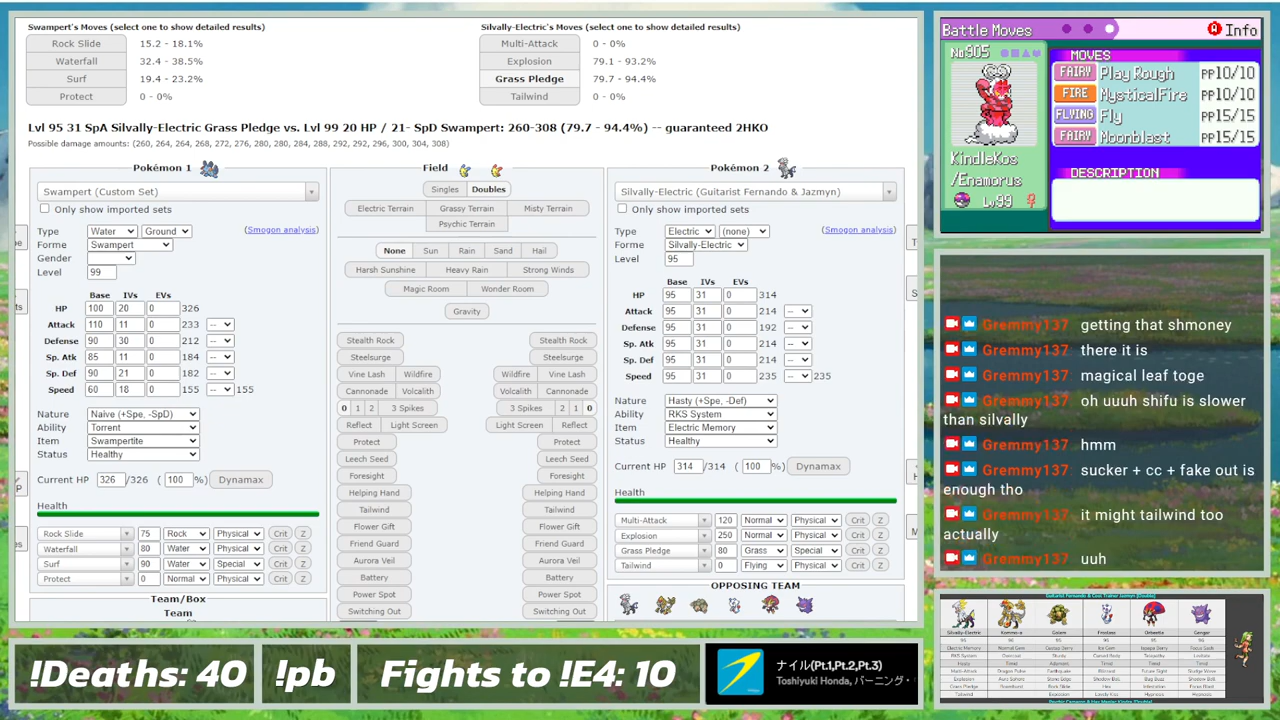 Swampert's Moves (select one to show detailed results)
Silvally-Electric's Moves (select one to show detailed results)
Rock Slide 15.2 - 18.1%
Waterfall 32.4 - 38.5%
Surf 19.4 - 23.2%
Protect 0 - 0%
Multi-Attack 0 - 0%
Explosion 79.1 - 93.2%
Grass Pledge 79.7 - 94.4%
Tailwind 0 - 0%
Lvl 95 31 SpA Silvally-Electric Grass Pledge vs. Lvl 99 20 HP / 21- SpD Swampert: 260-308 (79.7 - 94.4%) -- guaranteed 2HKO
Possible damage amounts: (260, 264, 264, 268, 272, 276, 280, 280, 284, 288, 292, 292, 296, 300, 304, 308)
Pokémon 1
Swampert (Custom Set)
Only show imported sets
Type Water Ground (Smogon analysis)
Forme Swampert
Gender
Level 99
Base IVs EVs
HP 100 20 0 326
Attack 110 11 0 233 --
Defense 90 30 0 212 --
Sp. Atk 85 11 0 184 --
Sp. Def 90 21 0 182 --
Speed 60 18 0 155 -- 155
Nature Naive (+Spe, -SpD)
Ability Torrent
Item Swampertite
Status Healthy
Current HP 326 /326 ( 100 %) Dynamax
Health
Rock Slide 75 Rock Physical Crit Z
Waterfall 80 Water Physical Crit Z
Surf 90 Water Special Crit Z
Protect 0 Normal Physical Crit Z
Team/Box
Team
Field
Singles Doubles
Electric Terrain Grassy Terrain Misty Terrain
Psychic Terrain
None Sun Rain Sand Hail
Harsh Sunshine Heavy Rain Strong Winds
Magic Room Wonder Room
Gravity
Stealth Rock Stealth Rock
Steelsurge Steelsurge
Vine Lash Wildfire Wildfire Vine Lash
Cannonade Volcalith Volcalith Cannonade
0 1 2 3 Spikes 3 Spikes 2 1 0
Reflect Light Screen Light Screen Reflect
Protect Protect
Leech Seed Leech Seed
Foresight Foresight
Helping Hand Helping Hand
Tailwind Tailwind
Flower Gift Flower Gift
Friend Guard Friend Guard
Aurora Veil Aurora Veil
Battery Battery
Power Spot Power Spot
Switching Out Switching Out
Pokémon 2
Silvally-Electric (Guitarist Fernando & Jazmyn)
Only show imported sets
Type Electric (none) (Smogon analysis)
Forme Silvally-Electric
Level 95
Base IVs EVs
HP 95 31 0 314
Attack 95 31 0 214 --
Defense 95 31 0 192 --
Sp. Atk 95 31 0 214 --
Sp. Def 95 31 0 214 --
Speed 95 31 0 235 -- 235
Nature Hasty (+Spe, -Def)
Ability RKS System
Item Electric Memory
Status Healthy
Current HP 314 /314 ( 100 %) Dynamax
Health
Multi-Attack 120 Normal Physical Crit Z
Explosion 250 Normal Physical Crit Z
Grass Pledge 80 Grass Special Crit Z
Tailwind 0 Flying Physical Crit Z
OPPOSING TEAM
Battle Moves
Info
No905
KindleKos
/Enamorus
Lv99
MOVES
FAIRY Play Rough PP10/10
FIRE MysticalFire PP10/10
FLYING Fly PP15/15
FAIRY Moonblast PP15/15
DESCRIPTION
Gremmy137 getting that shmoney
Gremmy137 there it is
Gremmy137 magical leaf toge
Gremmy137 oh uuuh shifu is slower
than silvally
Gremmy137 hmm
Gremmy137 sucker + cc + fake out is
enough tho
Gremmy137 it might tailwind too
actually
Gremmy137 uuh
ナイル(Pt.1,Pt.2,Pt.3)
Toshiyuki Honda, バーニング・